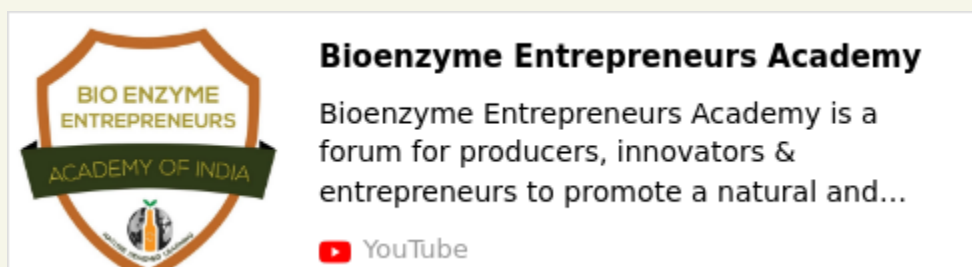 BIO ENZYME
ENTREPRENEURS
ACADEMY OF INDIA
Bioenzyme Entrepreneurs Academy
Bioenzyme Entrepreneurs Academy is a
forum for producers, innovators &
entrepreneurs to promote a natural and...
YouTube